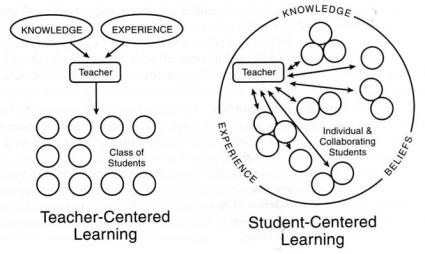 KNOWLEDGE
EXPERIENCE
Teacher
Class of
Students
Teacher-Centered
Learning
KNOWLEDGE
Teacher
EXPERIENCE
Individual &
Collaborating
Students
BELIEFS
Student-Centered
Learning